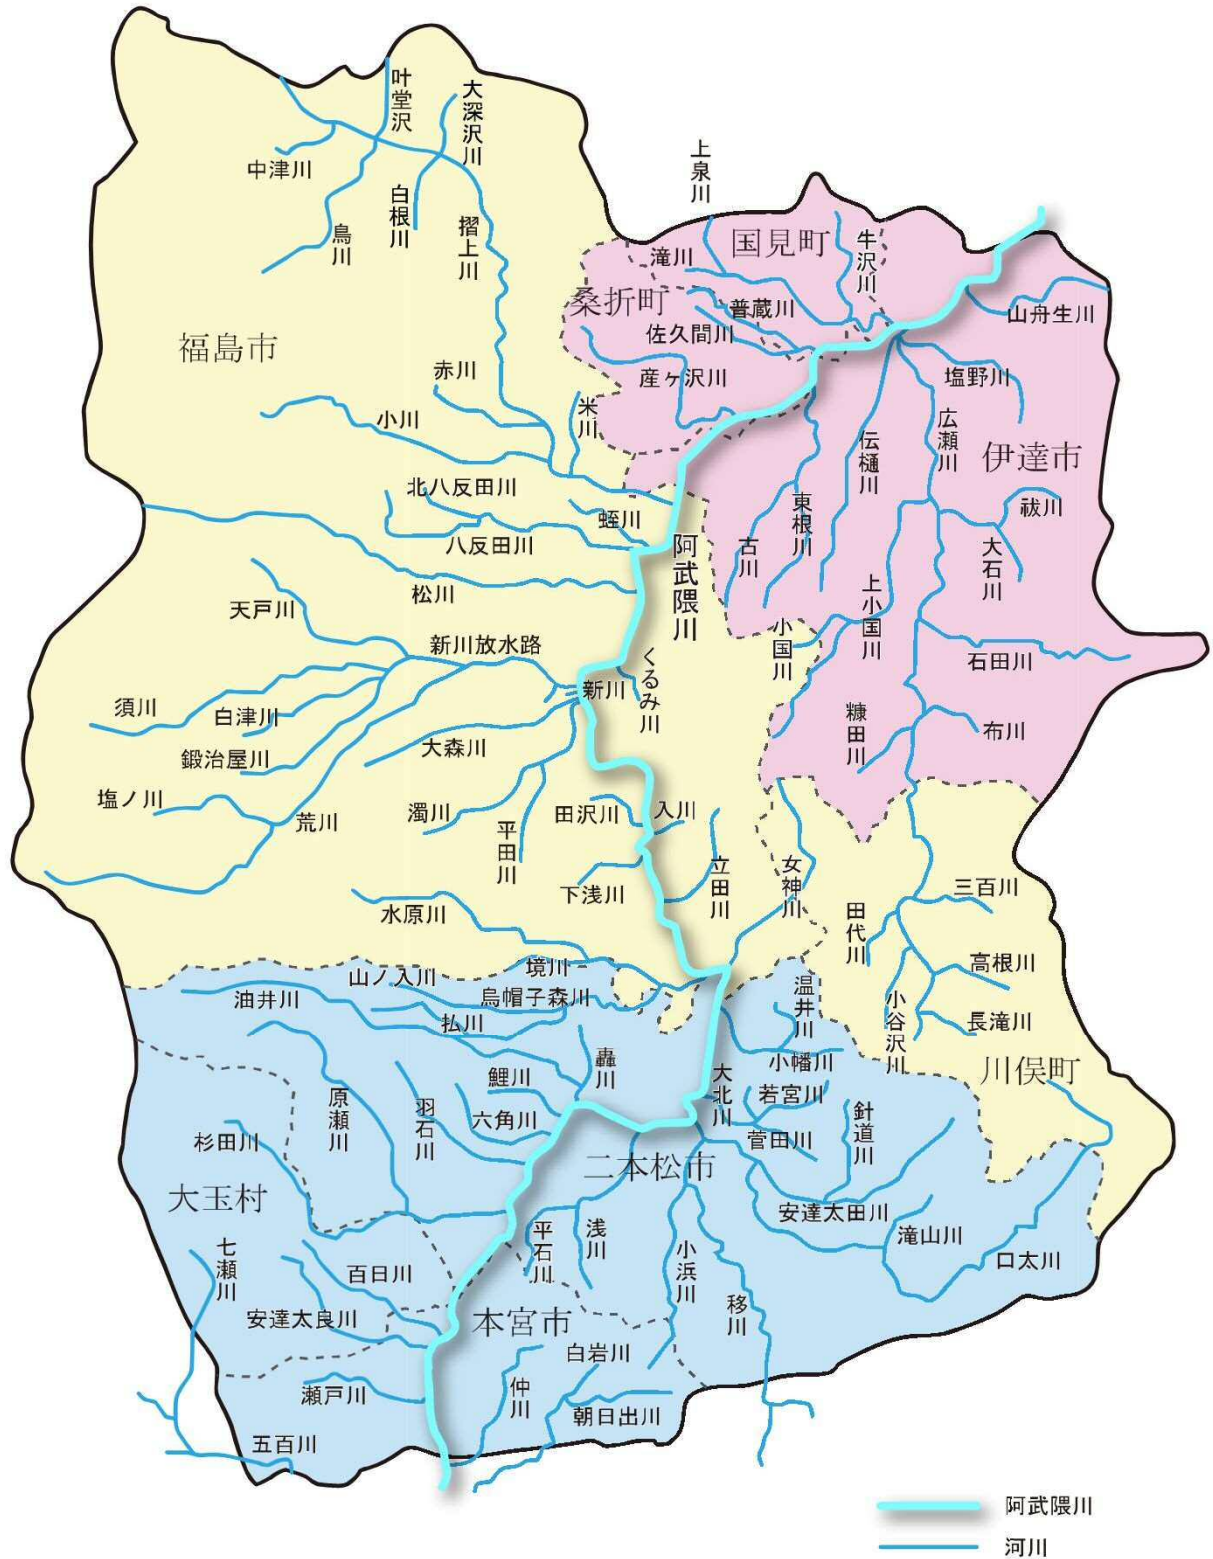 叶堂沢
大深沢川
中津川
白根川
鳥川
摺上川
上泉川
国見町
牛沢川
滝川
桑折町
普蔵川
佐久間川
山舟生川
福島市
産ヶ沢川
塩野川
赤川
米川
小川
広瀬川
伝樋川
伊達市
北八反田川
蛭川
東根川
祓川
八反田川
阿武隈川
古川
大石川
松川
上小国川
天戸川
小国川
新川放水路
くるみ川
石田川
新川
須川
白津川
糠田川
布川
大森川
鍛治屋川
塩ノ川
荒川
濁川
平田川
田沢川
入川
立田川
女神川
下浅川
三百川
田代川
水原川
境川
高根川
山ノ入川
温井川
油井川
烏帽子森川
小谷沢川
長滝川
払川
轟川
小幡川
川俣町
鯉川
大北川
若宮川
原瀬川
羽石川
六角川
菅田川
針道川
杉田川
二本松市
大玉村
安達太田川
滝山川
七瀬川
平石川
浅川
小浜川
口太川
百日川
移川
安達太良川
本宮市
白岩川
瀬戸川
仲川
朝日出川
五百川
阿武隈川
河川